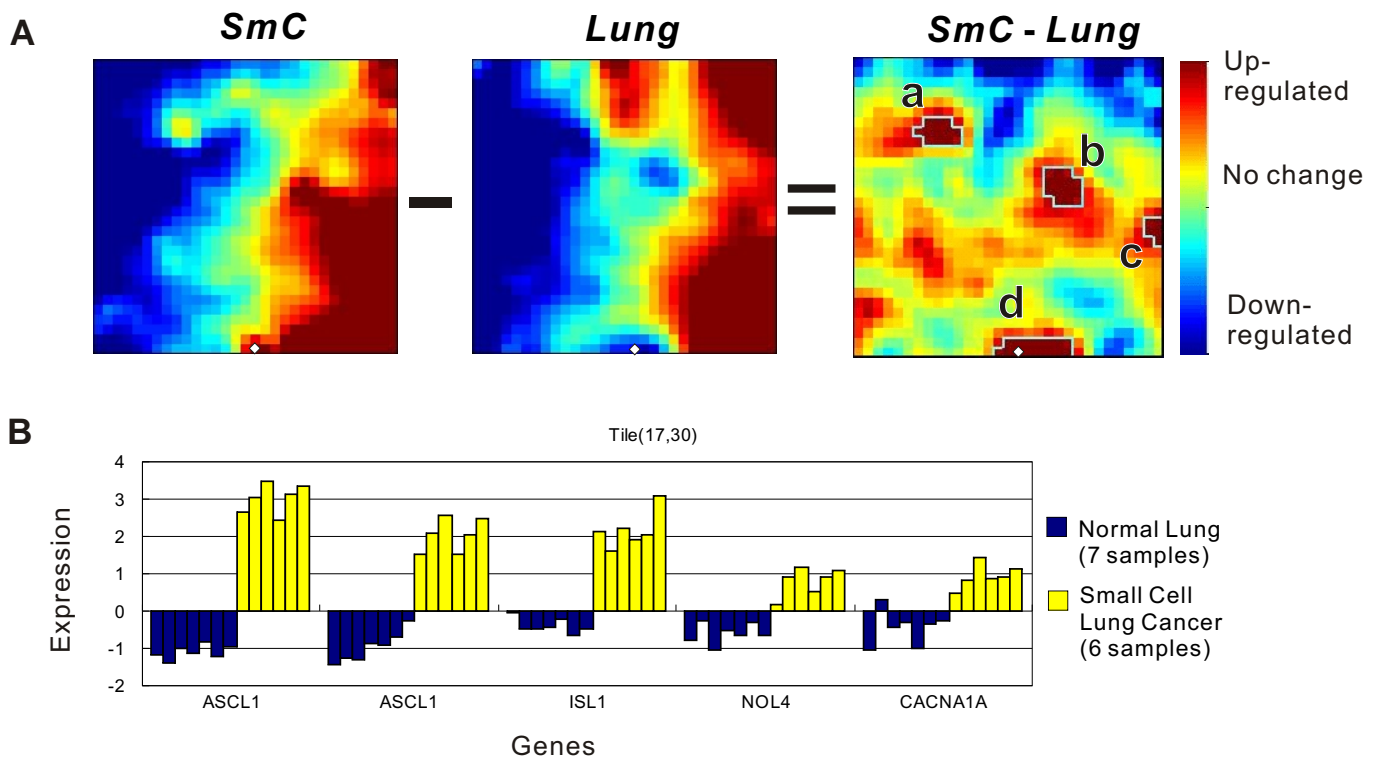 A
SmC
Lung
SmC - Lung
a
b
c
d
Up-
regulated
No change
Down-
regulated
B
Tile(17,30)
4
3
2
1
0
-1
-2
Expression
ASCL1
ASCL1
ISL1
NOL4
CACNA1A
Genes
Normal Lung
(7 samples)
Small Cell
Lung Cancer
(6 samples)